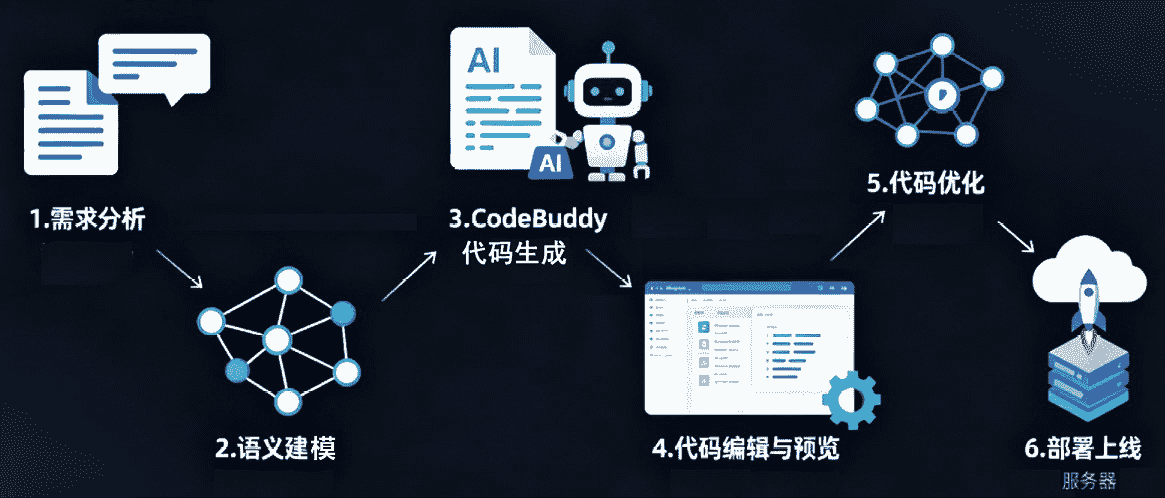 AI
AI
1.需求分析
3.CodeBuddy
代码生成
5.代码优化
2.语义建模
4.代码编辑与预览
6.部署上线
服务器